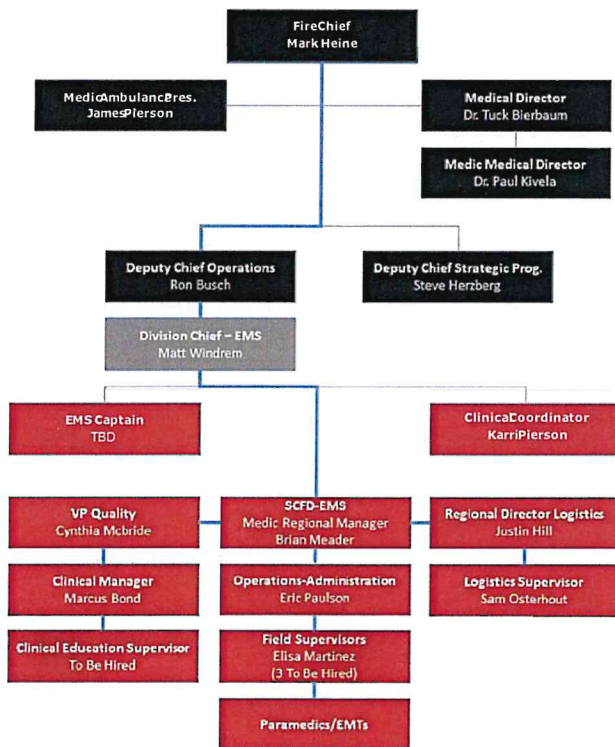 FireChief
Mark Heine
MedicAmbulancePres.
JamesPierson
Medical Director
Dr. Tuck Bierbaum
Medic Medical Director
Dr. Paul Kivela
Deputy Chief Operations
Ron Busch
Deputy Chief Strategic Prog.
Steve Herzberg
Division Chief – EMS
Matt Windrem
EMS Captain
TBD
ClinicalCoordinator
KarriPierson
VP Quality
Cynthia Mcbride
SCFD-EMS
Medic Regional Manager
Brian Meader
Regional Director Logistics
Justin Hill
Clinical Manager
Marcus Bond
Operations-Administration
Eric Paulson
Logistics Supervisor
Sam Osterhout
Clinical Education Supervisor
To Be Hired
Field Supervisors
Elisa Martinez
(3 To Be Hired)
Paramedics/EMTs